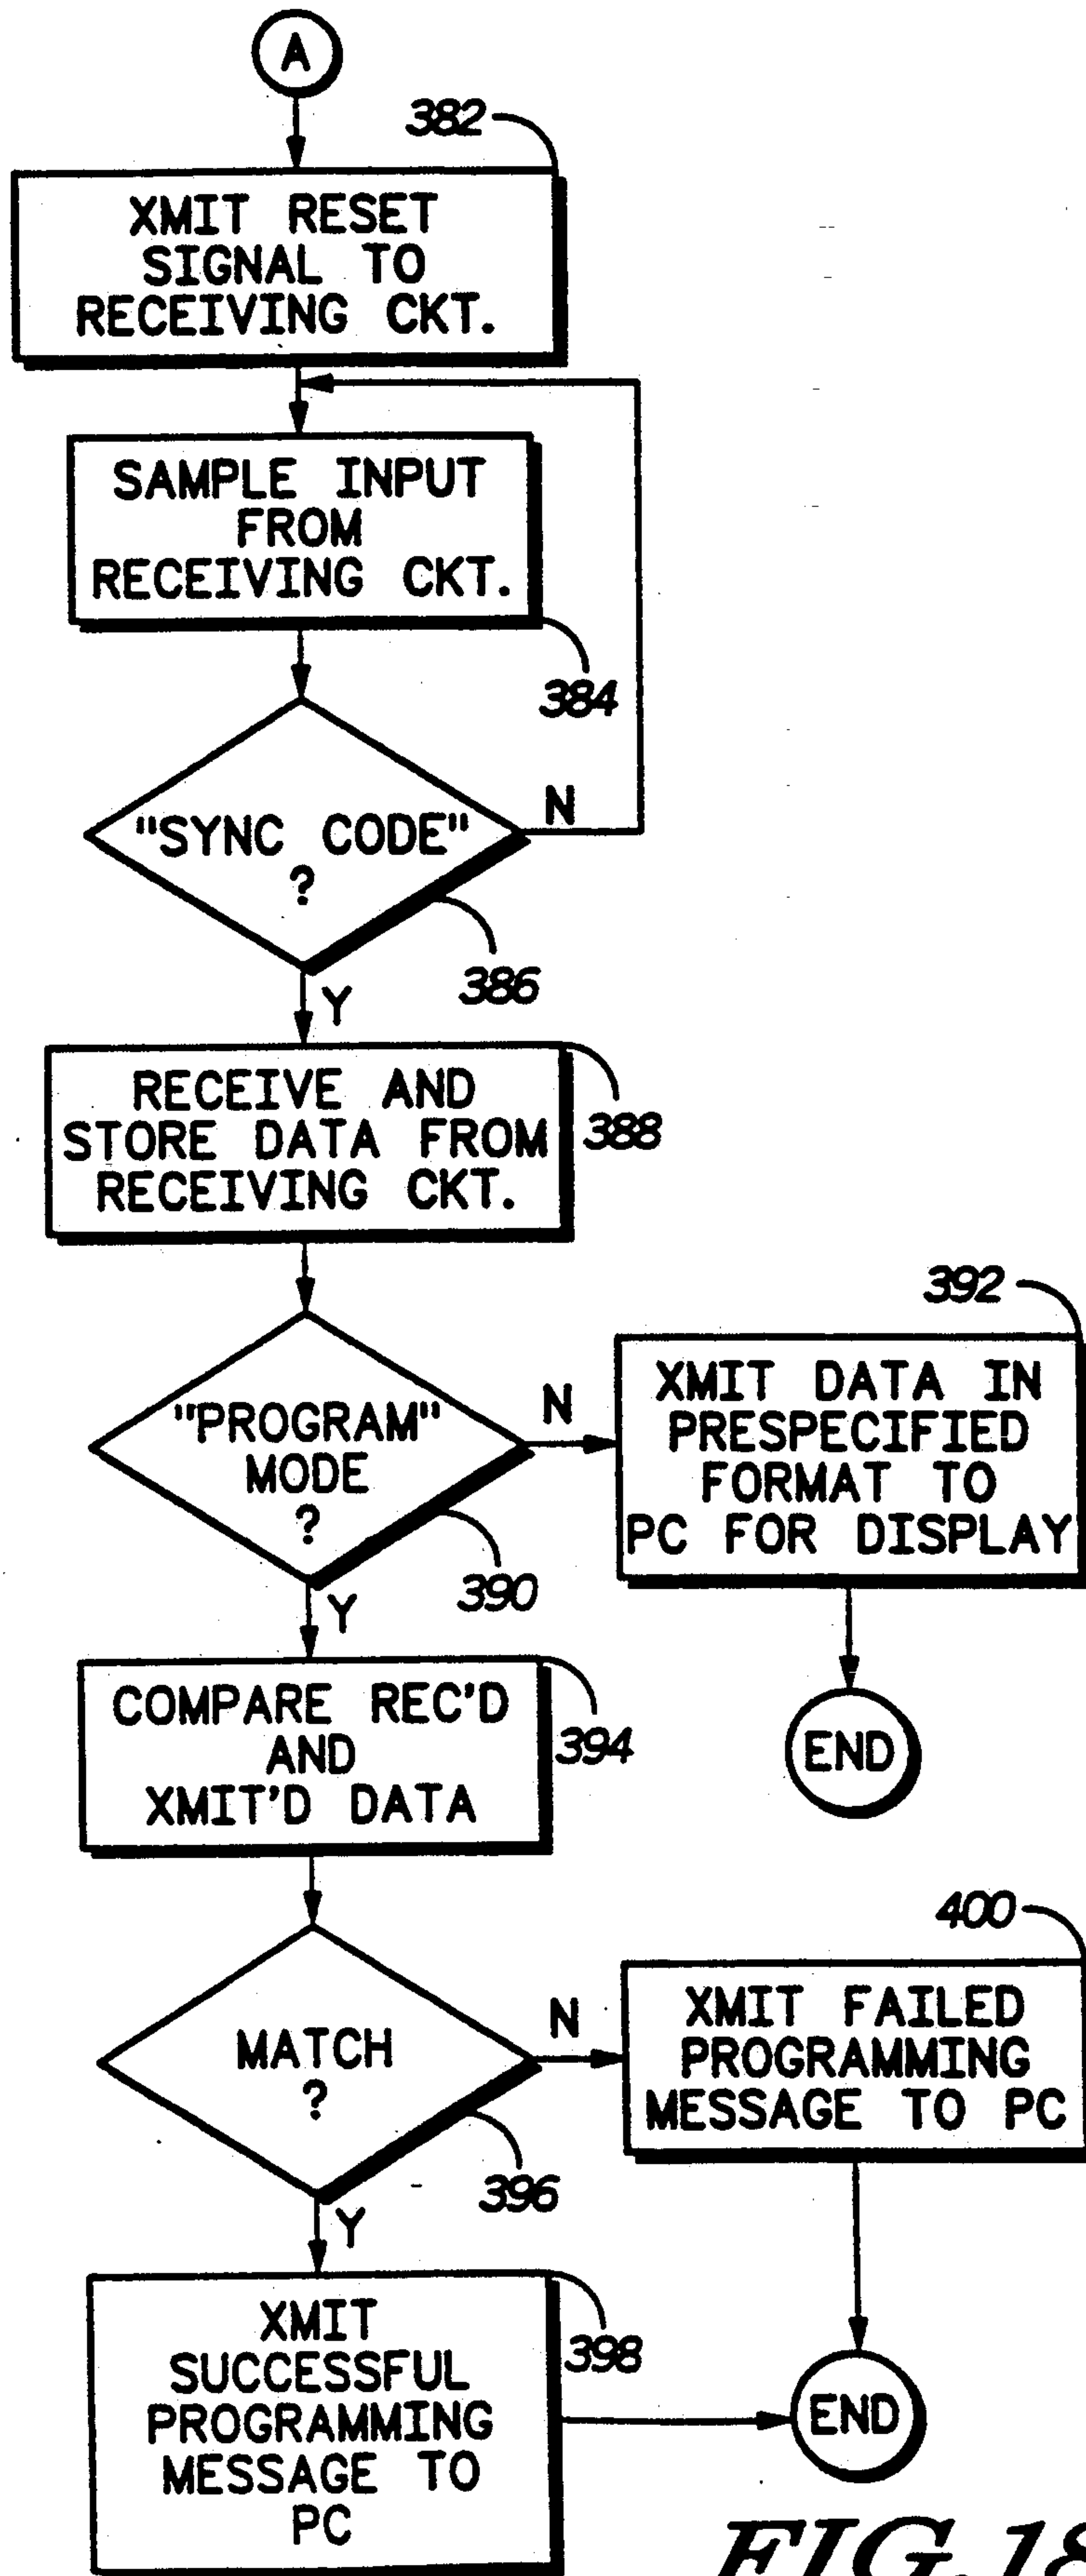 A
382
XMIT RESET
SIGNAL TO
RECEIVING CKT.
SAMPLE INPUT
FROM
RECEIVING CKT.
384
"SYNC CODE"
?
N
386
Y
RECEIVE AND
STORE DATA FROM
RECEIVING CKT.
388
"PROGRAM"
MODE
?
N
390
Y
392
XMIT DATA IN
PRESPECIFIED
FORMAT TO
PC FOR DISPLAY
END
COMPARE REC'D
AND
XMIT'D DATA
394
MATCH
?
N
396
Y
400
XMIT FAILED
PROGRAMMING
MESSAGE TO PC
XMIT
SUCCESSFUL
PROGRAMMING
MESSAGE TO
PC
398
END
FIG.18